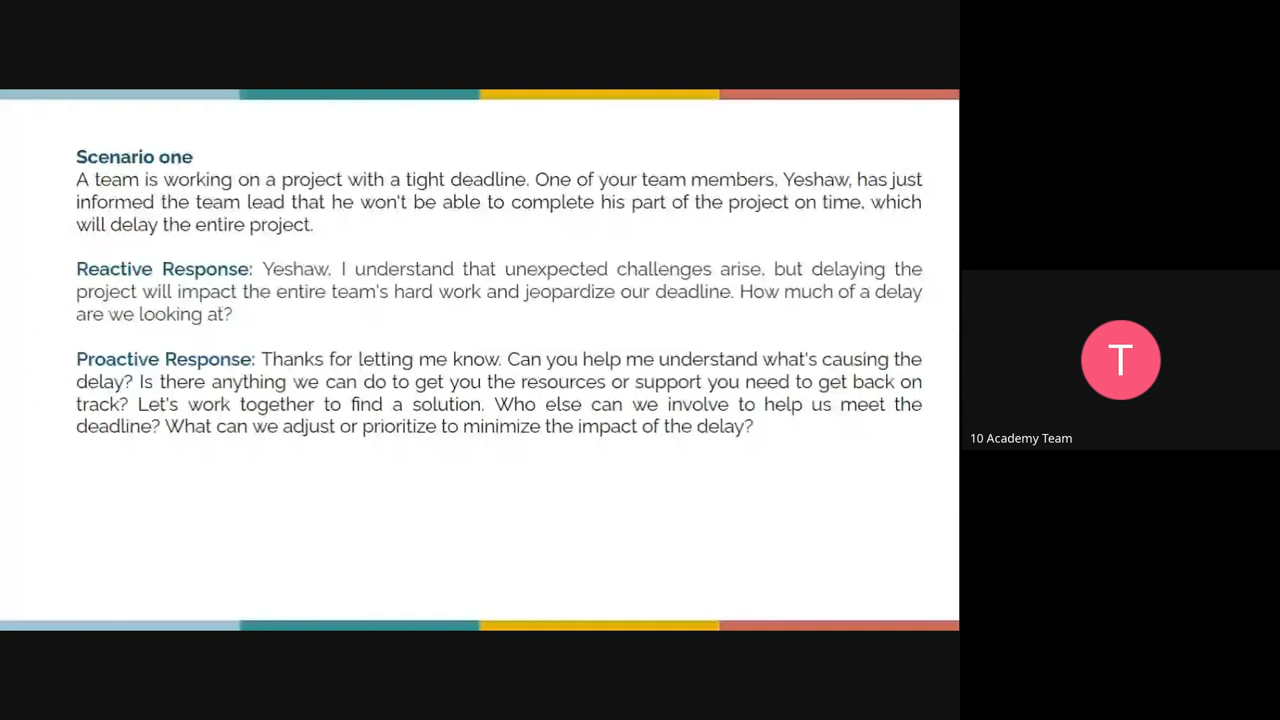 Scenario one
A team is working on a project with a tight deadline. One of your team members, Yeshaw, has just
informed the team lead that he won't be able to complete his part of the project on time, which
will delay the entire project.
Reactive Response: Yeshaw, I understand that unexpected challenges arise, but delaying the
project will impact the entire team's hard work and jeopardize our deadline. How much of a delay
are we looking at?
Proactive Response: Thanks for letting me know. Can you help me understand what's causing the
delay? Is there anything we can do to get you the resources or support you need to get back on
track? Let's work together to find a solution. Who else can we involve to help us meet the
deadline? What can we adjust or prioritize to minimize the impact of the delay?
T
10 Academy Team